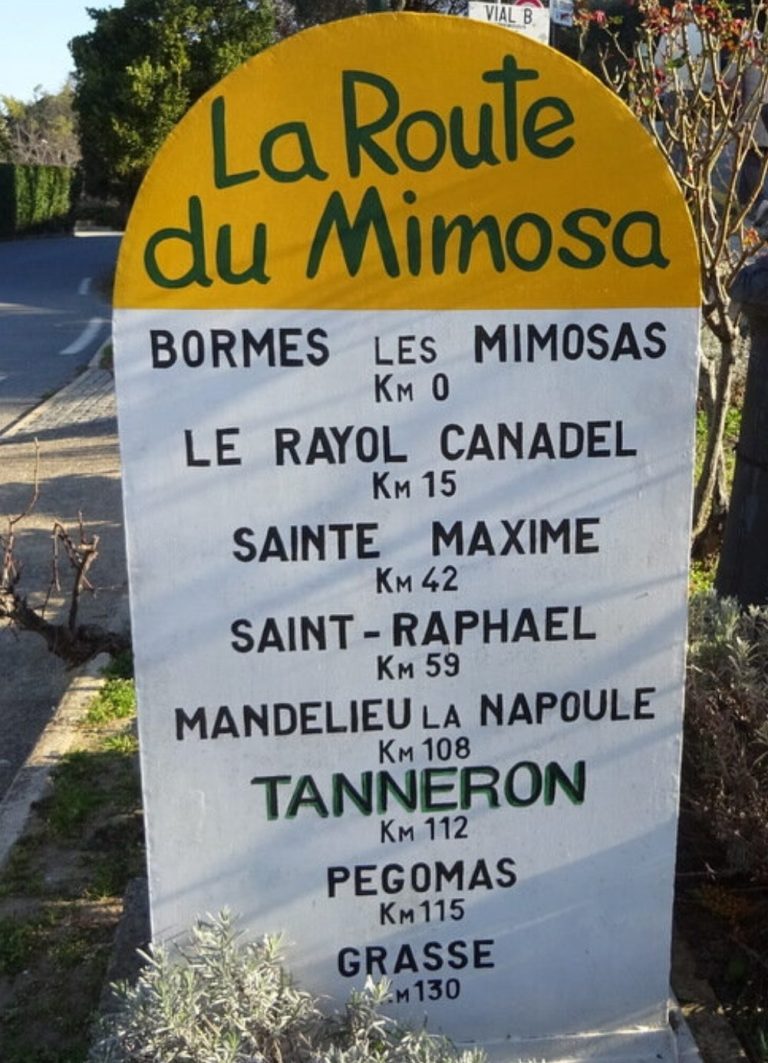 VIAL B.
La Route
du Mimosa
BORMES LES MIMOSAS
KM 0
LE RAYOL CANADEL
KM 15
SAINTE MAXIME
KM 42
SAINT-RAPHAEL
KM 59
MANDELIEU LA NAPOULE
KM 108
TANNERON
KM 112
PEGOMAS
KM 115
GRASSE
KM 130